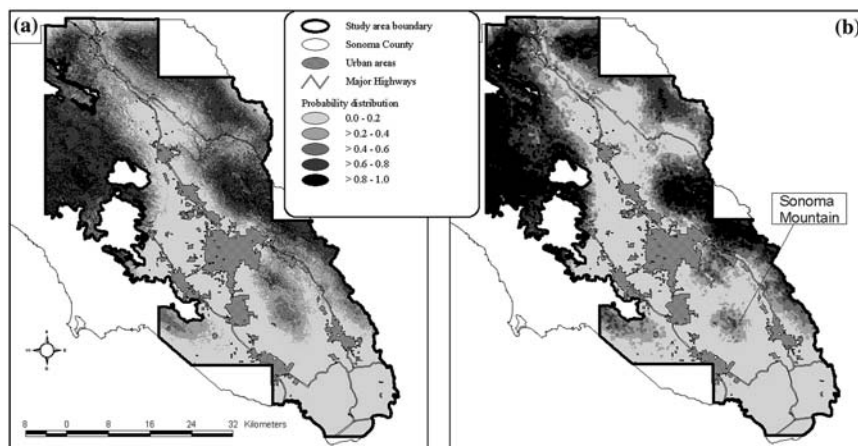 (a)
Study area boundary
Sonoma County
Urban areas
Major Highways
Probability distribution
0.0 - 0.2
> 0.2 - 0.4
> 0.4 - 0.6
> 0.6 - 0.8
> 0.8 - 1.0
(b)
Sonoma
Mountain
8 0 8 16 24 32 Kilometers